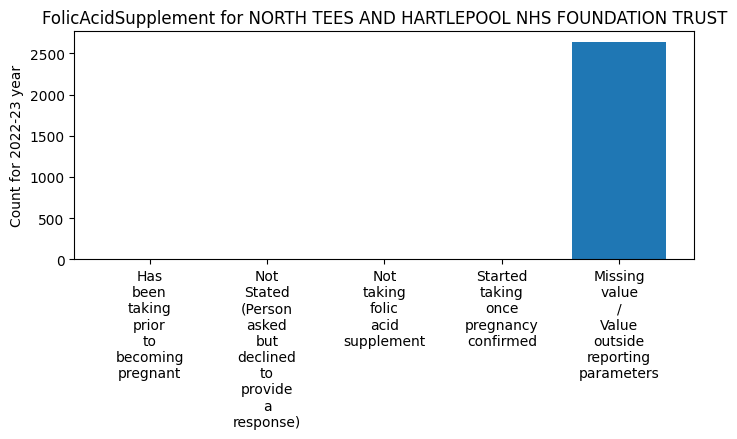 FolicAcidSupplement for NORTH TEES AND HARTLEPOOL NHS FOUNDATION TRUST
Count for 2022-23 year
2500
2000
1500
1000
500
0
Has
been
taking
prior
to
becoming
pregnant
Not
Stated
(Person
asked
but
declined
to
provide
a
response)
Not
taking
folic
acid
supplement
Started
taking
once
pregnancy
confirmed
Missing
value
/
Value
outside
reporting
parameters